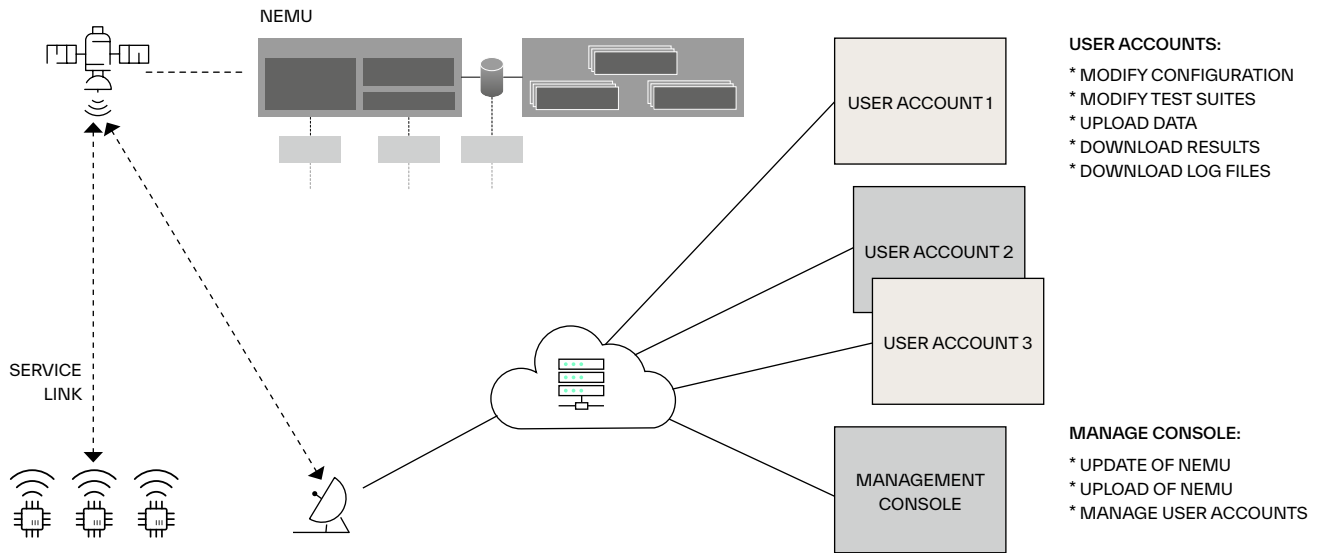 NEMU
USER ACCOUNT 1
USER ACCOUNTS:
* MODIFY CONFIGURATION
* MODIFY TEST SUITES
* UPLOAD DATA
* DOWNLOAD RESULTS
* DOWNLOAD LOG FILES
USER ACCOUNT 2
USER ACCOUNT 3
SERVICE
LINK
MANAGEMENT
CONSOLE
MANAGE CONSOLE:
* UPDATE OF NEMU
* UPLOAD OF NEMU
* MANAGE USER ACCOUNTS